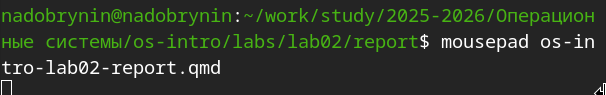 nadobrynin@nadobrynin:~/work/study/2025-2026/Операцион
ные системы/os-intro/labs/lab02/report$ mousepad os-in
tro-lab02-report.qmd